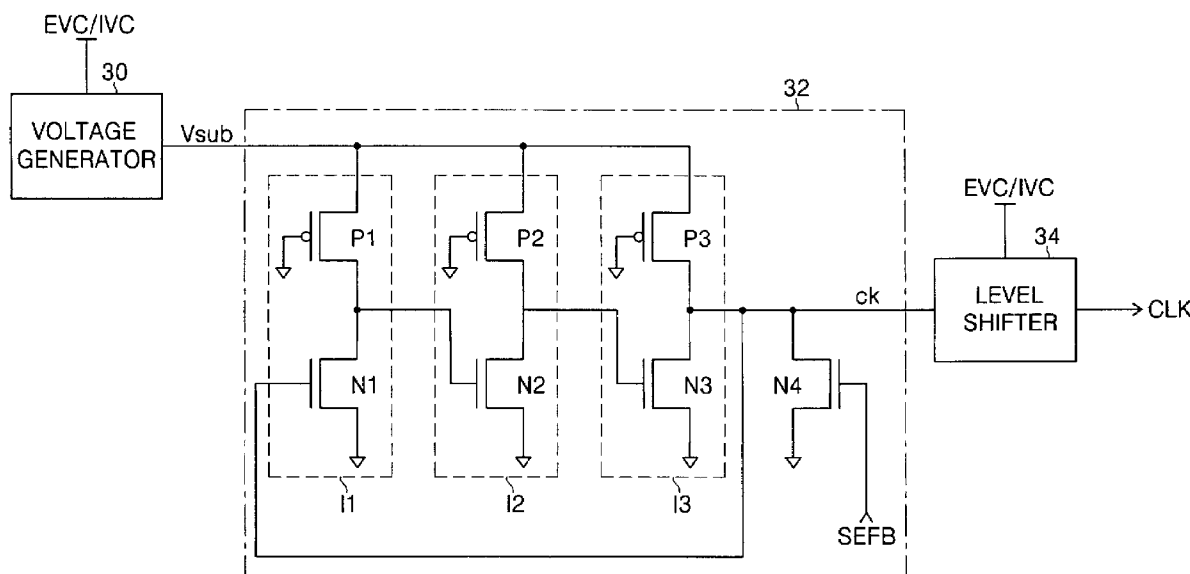 EVC/IVC
30
VOLTAGE
GENERATOR
Vsub
32
P1
P2
P3
EVC/IVC
34
LEVEL
SHIFTER
ck
CLK
N1
N2
N3
N4
I1
I2
I3
SEFB